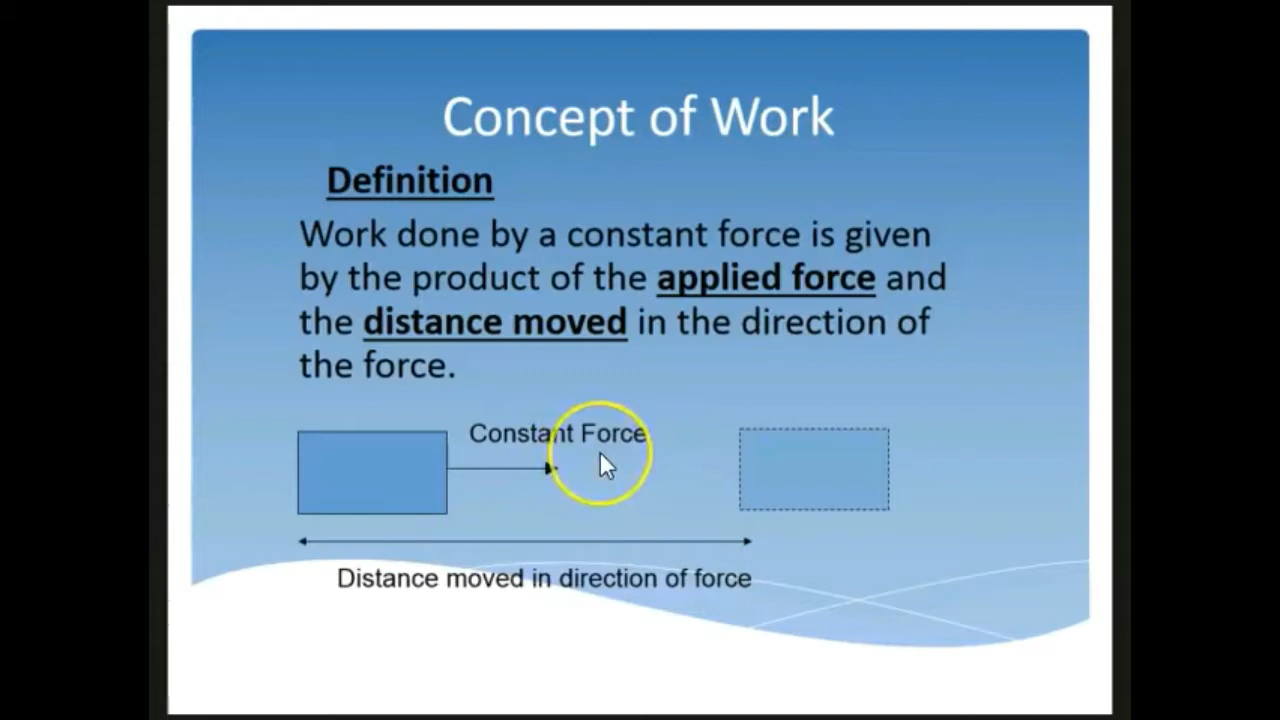 Concept of Work
Definition
Work done by a constant force is given
by the product of the applied force and
the distance moved in the direction of
the force.
Constant Force
Distance moved in direction of force